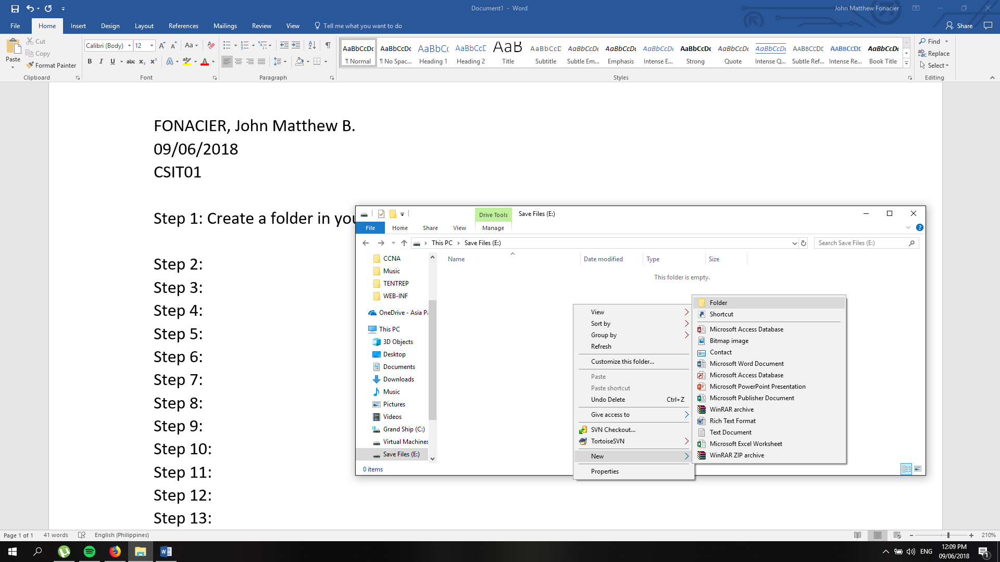 Document1 - Word
John Matthew Fonacier
File Home Insert Design Layout References Mailings Review View Tell me what you want to do
Share
Paste
Cut
Copy
Format Painter
Clipboard
Calibri (Body) 12
Font
Paragraph
AaBbCcDc AaBbCcDc AaBbCc AaBbCcD AaB AaBbCcD AaBbCcDc AaBbCcDc AaBbCcDc AaBbCcDc AaBbCcDc AaBbCcDc AABBCCDE AABBCCDE AaBbCcDc
¶ Normal ¶ No Spac... Heading 1 Heading 2 Title Subtitle Subtle Em... Emphasis Intense E... Strong Quote Intense Q... Subtle Ref... Intense Re... Book Title
Styles
Find
Replace
Select
Editing
FONACIER, John Matthew B.
09/06/2018
CSIT01
Step 1: Create a folder in you
Step 2:
Step 3:
Step 4:
Step 5:
Step 6:
Step 7:
Step 8:
Step 9:
Step 10:
Step 11:
Step 12:
Step 13:
Drive Tools Save Files (E:)
File Home Share View Manage
This PC Save Files (E:)
Search Save Files (E:)
Name Date modified Type Size
This folder is empty.
CCNA
Music
TENTREP
WEB-INF
OneDrive - Asia Pa
This PC
3D Objects
Desktop
Documents
Downloads
Music
Pictures
Videos
Grand Ship (C:)
Virtual Machines
Save Files (E:)
0 items
View
Sort by
Group by
Refresh
Customize this folder...
Paste
Paste shortcut
Undo Delete Ctrl+Z
Give access to
SVN Checkout...
TortoiseSVN
New
Properties
Folder
Shortcut
Microsoft Access Database
Bitmap image
Contact
Microsoft Word Document
Microsoft Access Database
Microsoft PowerPoint Presentation
Microsoft Publisher Document
WinRAR archive
Rich Text Format
Text Document
Microsoft Excel Worksheet
WinRAR ZIP archive
Page 1 of 1 41 words English (Philippines)
210%
ENG
12:09 PM
09/06/2018
1